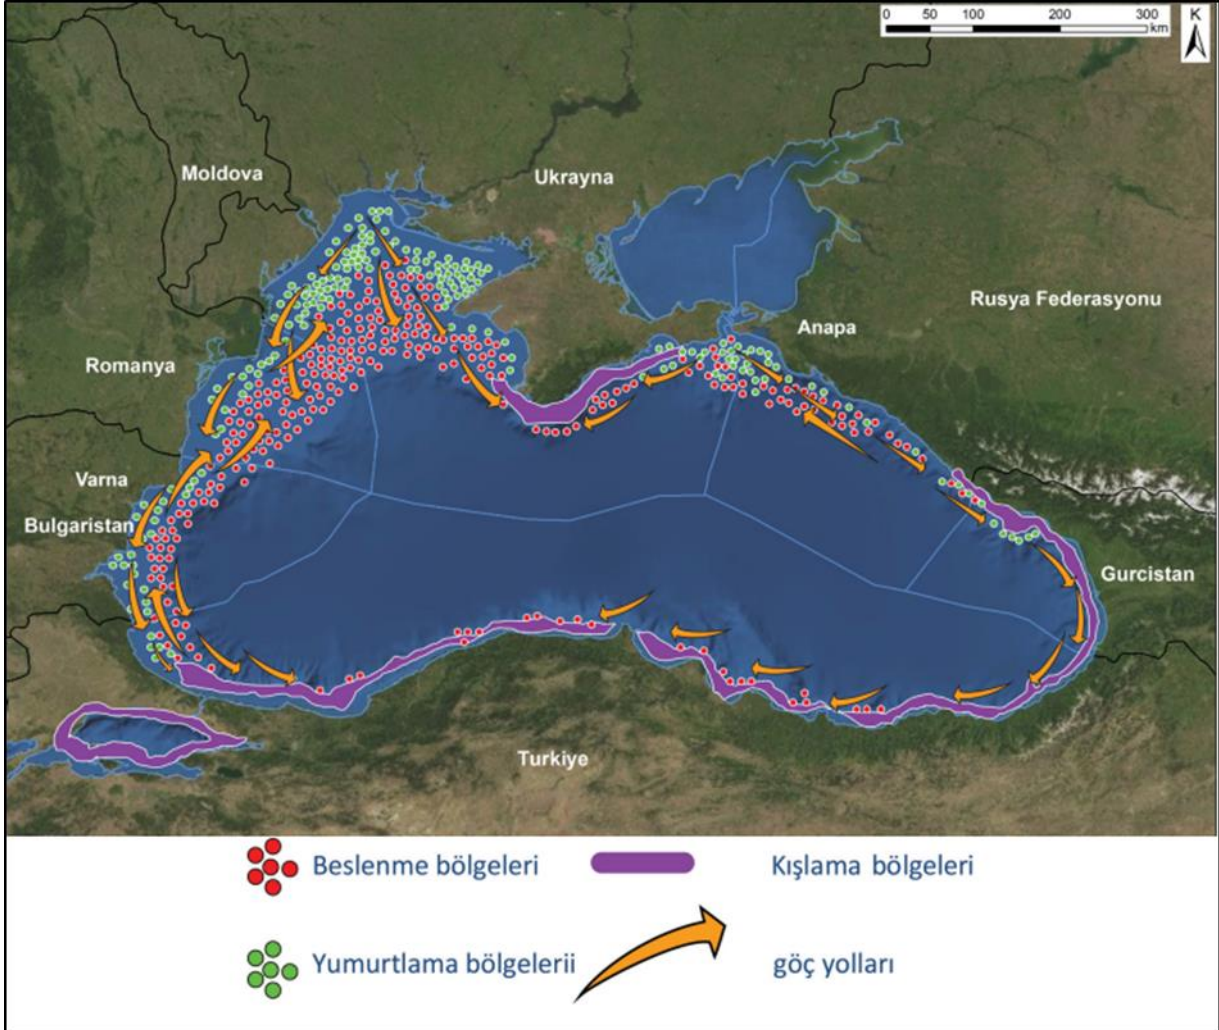 0 50 100 200 300
km
K
Moldova
Ukrayna
Rusya Federasyonu
Anapa
Romanya
Varna
Bulgaristan
Gurcistan
Turkiye
Beslenme bölgeleri
Kışlama bölgeleri
Yumurtlama bölgelerii
göç yolları